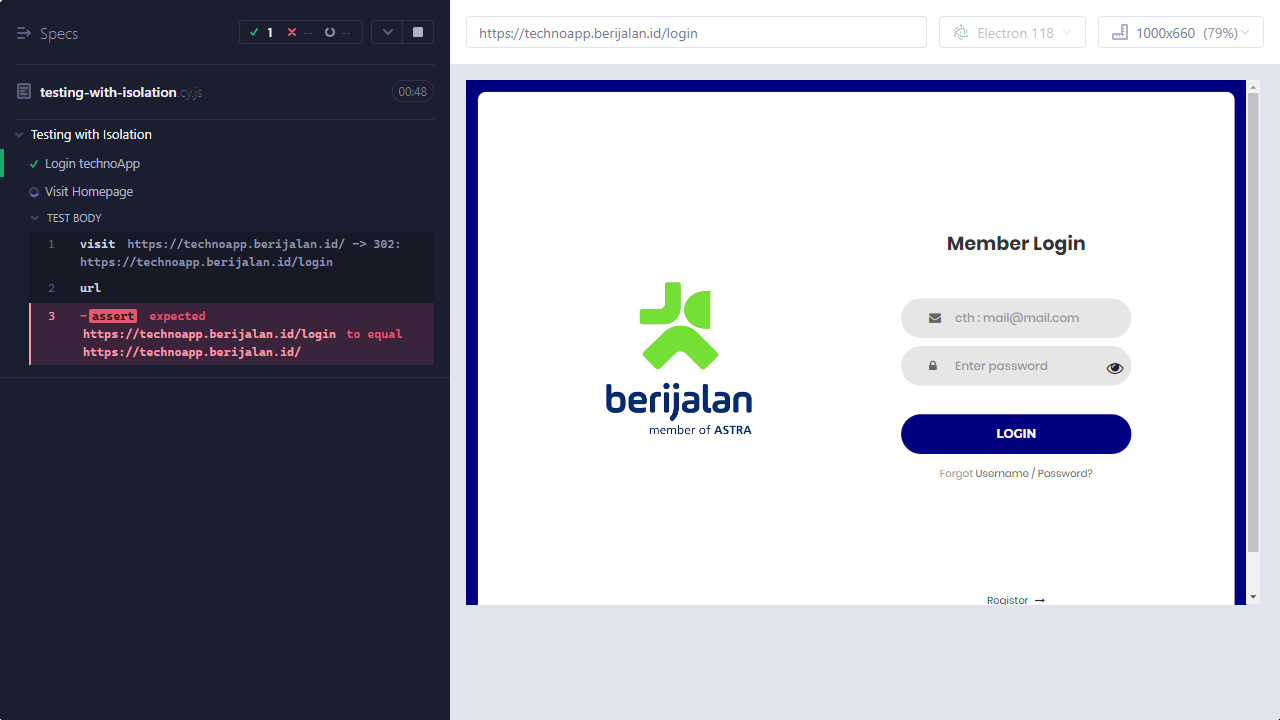 Specs
1
--
--
testing-with-isolation.cy.js
00:48
Testing with Isolation
Login technoApp
Visit Homepage
TEST BODY
1 visit https://technoapp.berijalan.id/ -> 302:
https://technoapp.berijalan.id/login
2 url
3 -assert expected
https://technoapp.berijalan.id/login to equal
https://technoapp.berijalan.id/
https://technoapp.berijalan.id/login
Electron 118
1000x660 (79%)
berijalan
member of ASTRA
Member Login
cth : mail@mail.com
Enter password
LOGIN
Forgot Username / Password?
Register →